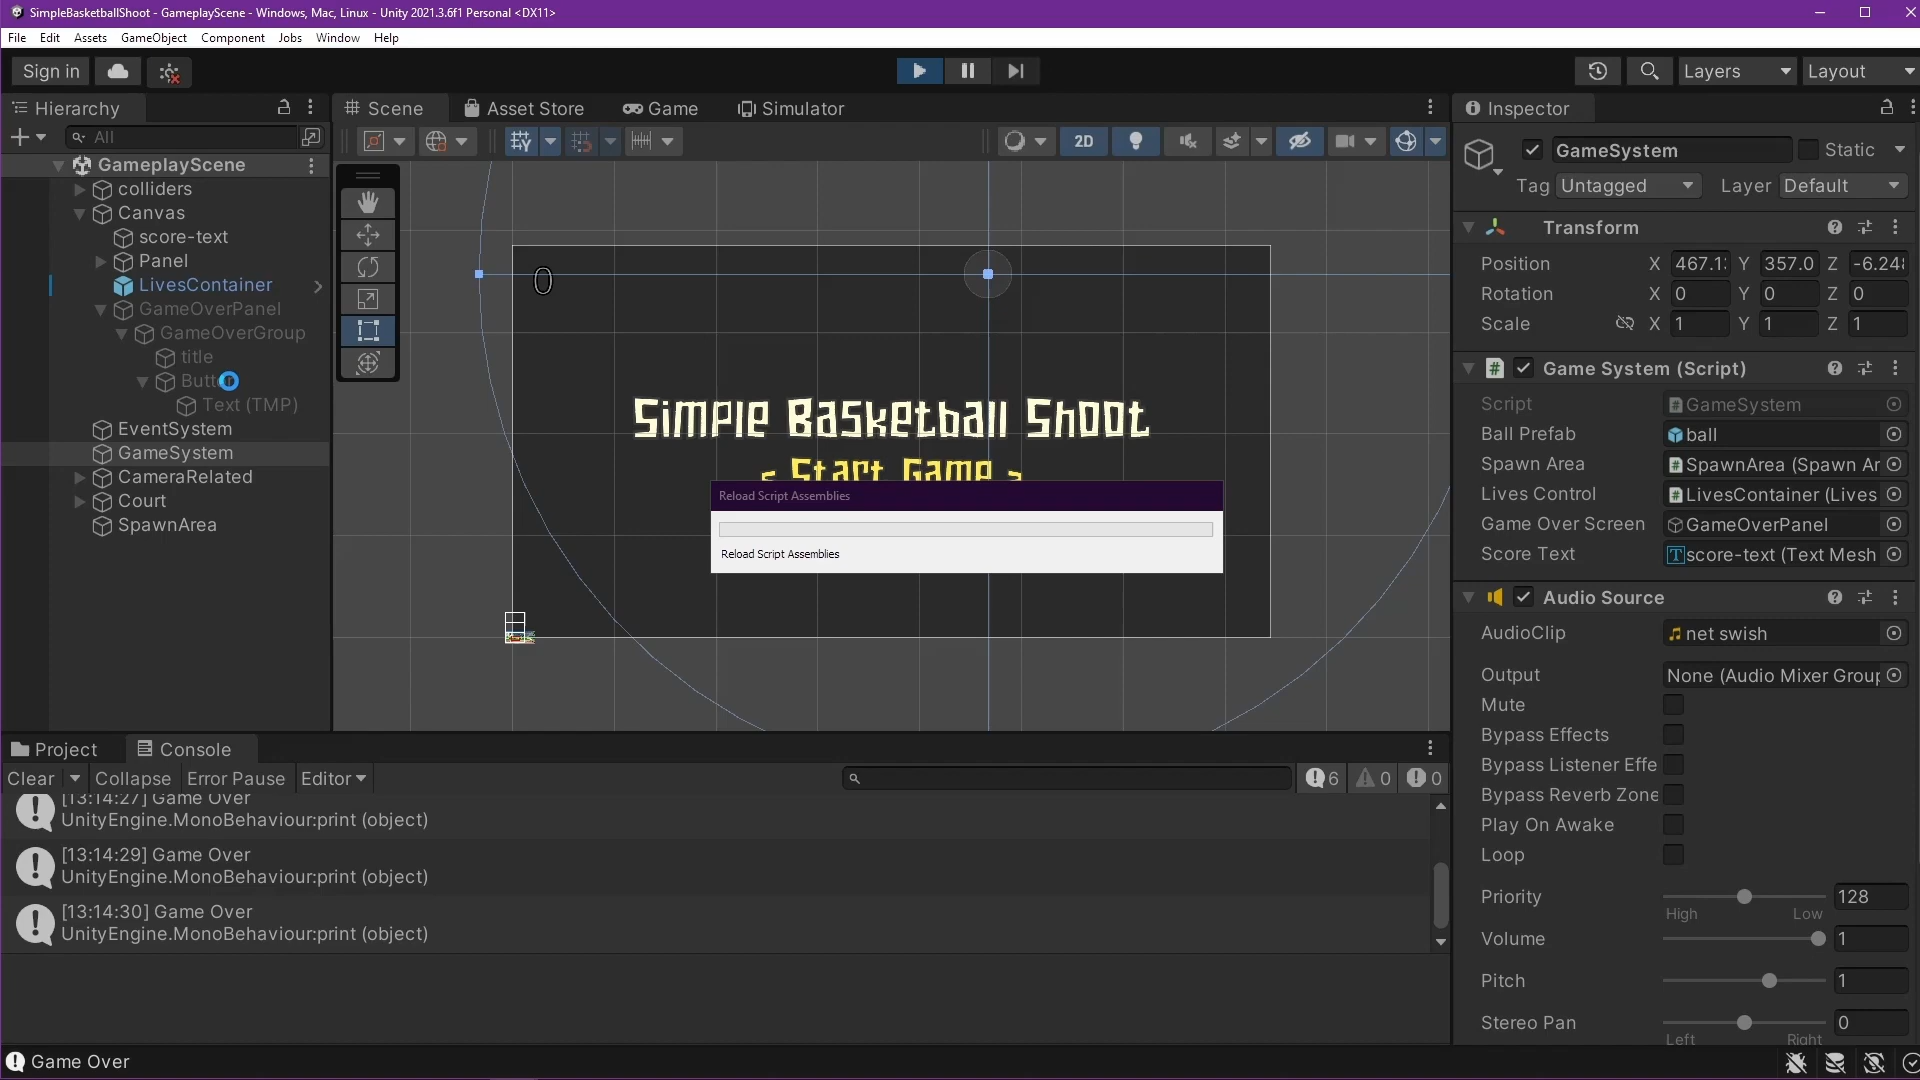 SimpleBasketballShoot - GameplayScene - Windows, Mac, Linux - Unity 2021.3.6f1 Personal <DX11>
File Edit Assets GameObject Component Jobs Window Help
Sign in
Layers Layout
Hierarchy
All
GameplayScene
colliders
Canvas
score-text
Panel
LivesContainer
GameOverPanel
GameOverGroup
title
Text (TMP)
EventSystem
GameSystem
CameraRelated
Court
SpawnArea
Scene Asset Store Game Simulator
2D
0
Simple Basketball Shoot
< Start Game >
Reload Script Assemblies
Reload Script Assemblies
Inspector
GameSystem Static
Tag Untagged Layer Default
Transform
Position X 467.1 Y 357.0 Z -6.24
Rotation X 0 Y 0 Z 0
Scale X 1 Y 1 Z 1
Game System (Script)
Script GameSystem
Ball Prefab ball
Spawn Area SpawnArea (Spawn Ar
Lives Control LivesContainer (Lives
Game Over Screen GameOverPanel
Score Text score-text (Text Mesh
Audio Source
AudioClip net swish
Output None (Audio Mixer Group
Mute
Bypass Effects
Bypass Listener Effe
Bypass Reverb Zone
Play On Awake
Loop
Priority 128
High Low
Volume 1
Pitch 1
Stereo Pan 0
Left Right
Project Console
Clear Collapse Error Pause Editor
6 0 0
[13:14:27] Game Over
UnityEngine.MonoBehaviour:print (object)
[13:14:29] Game Over
UnityEngine.MonoBehaviour:print (object)
[13:14:30] Game Over
UnityEngine.MonoBehaviour:print (object)
Game Over